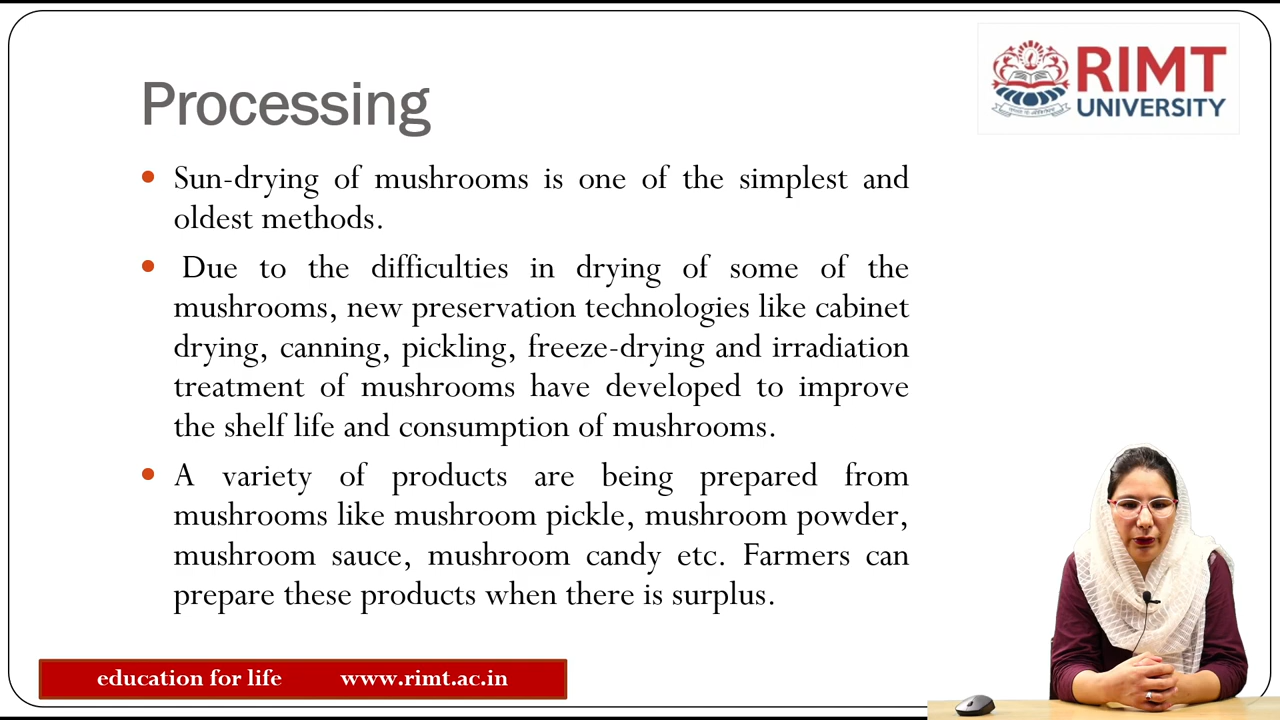 RIMT
UNIVERSITY
Processing
• Sun-drying of mushrooms is one of the simplest and
oldest methods.
• Due to the difficulties in drying of some of the
mushrooms, new preservation technologies like cabinet
drying, canning, pickling, freeze-drying and irradiation
treatment of mushrooms have developed to improve
the shelf life and consumption of mushrooms.
• A variety of products are being prepared from
mushrooms like mushroom pickle, mushroom powder,
mushroom sauce, mushroom candy etc. Farmers can
prepare these products when there is surplus.
education for life www.rimt.ac.in